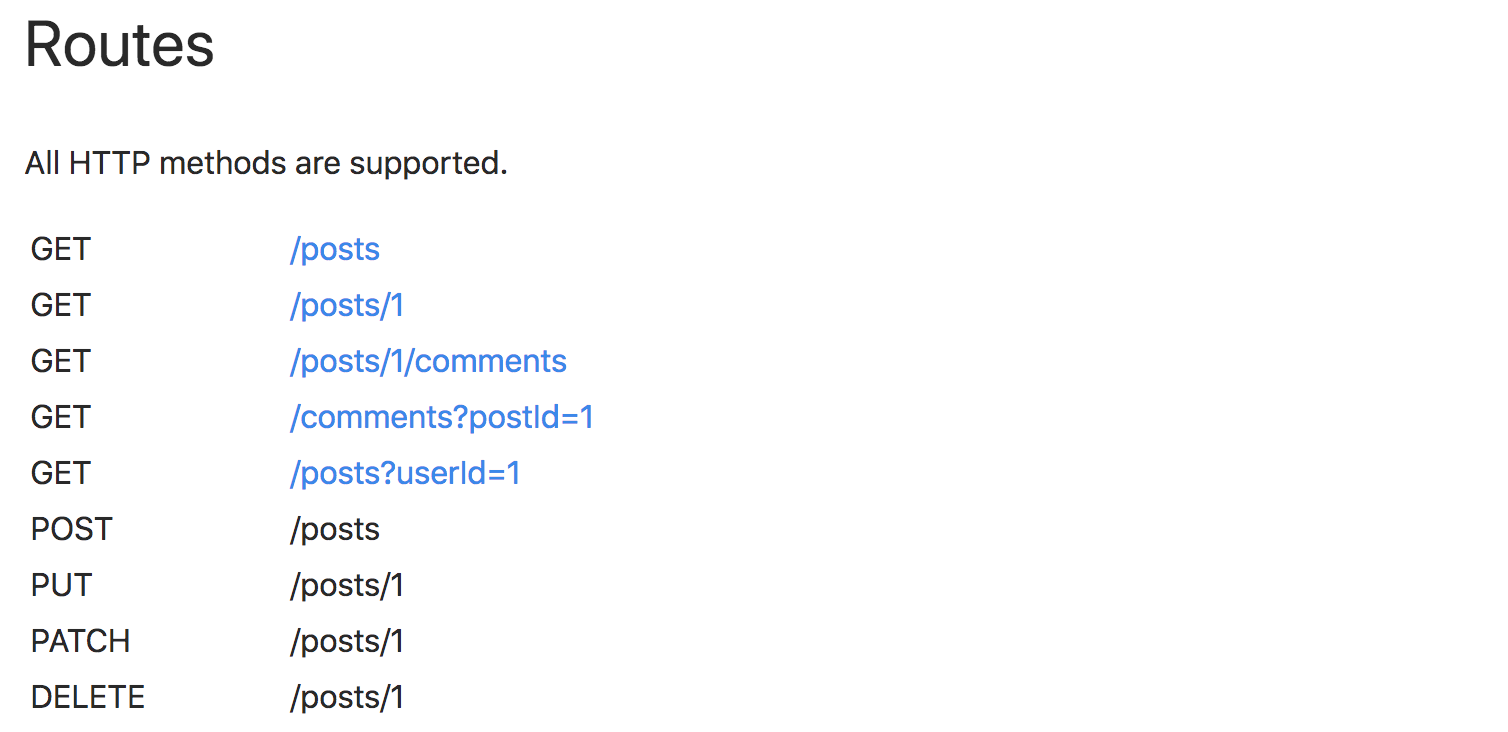 Routes
All HTTP methods are supported.
GET /posts
GET /posts/1
GET /posts/1/comments
GET /comments?postId=1
GET /posts?userId=1
POST /posts
PUT /posts/1
PATCH /posts/1
DELETE /posts/1